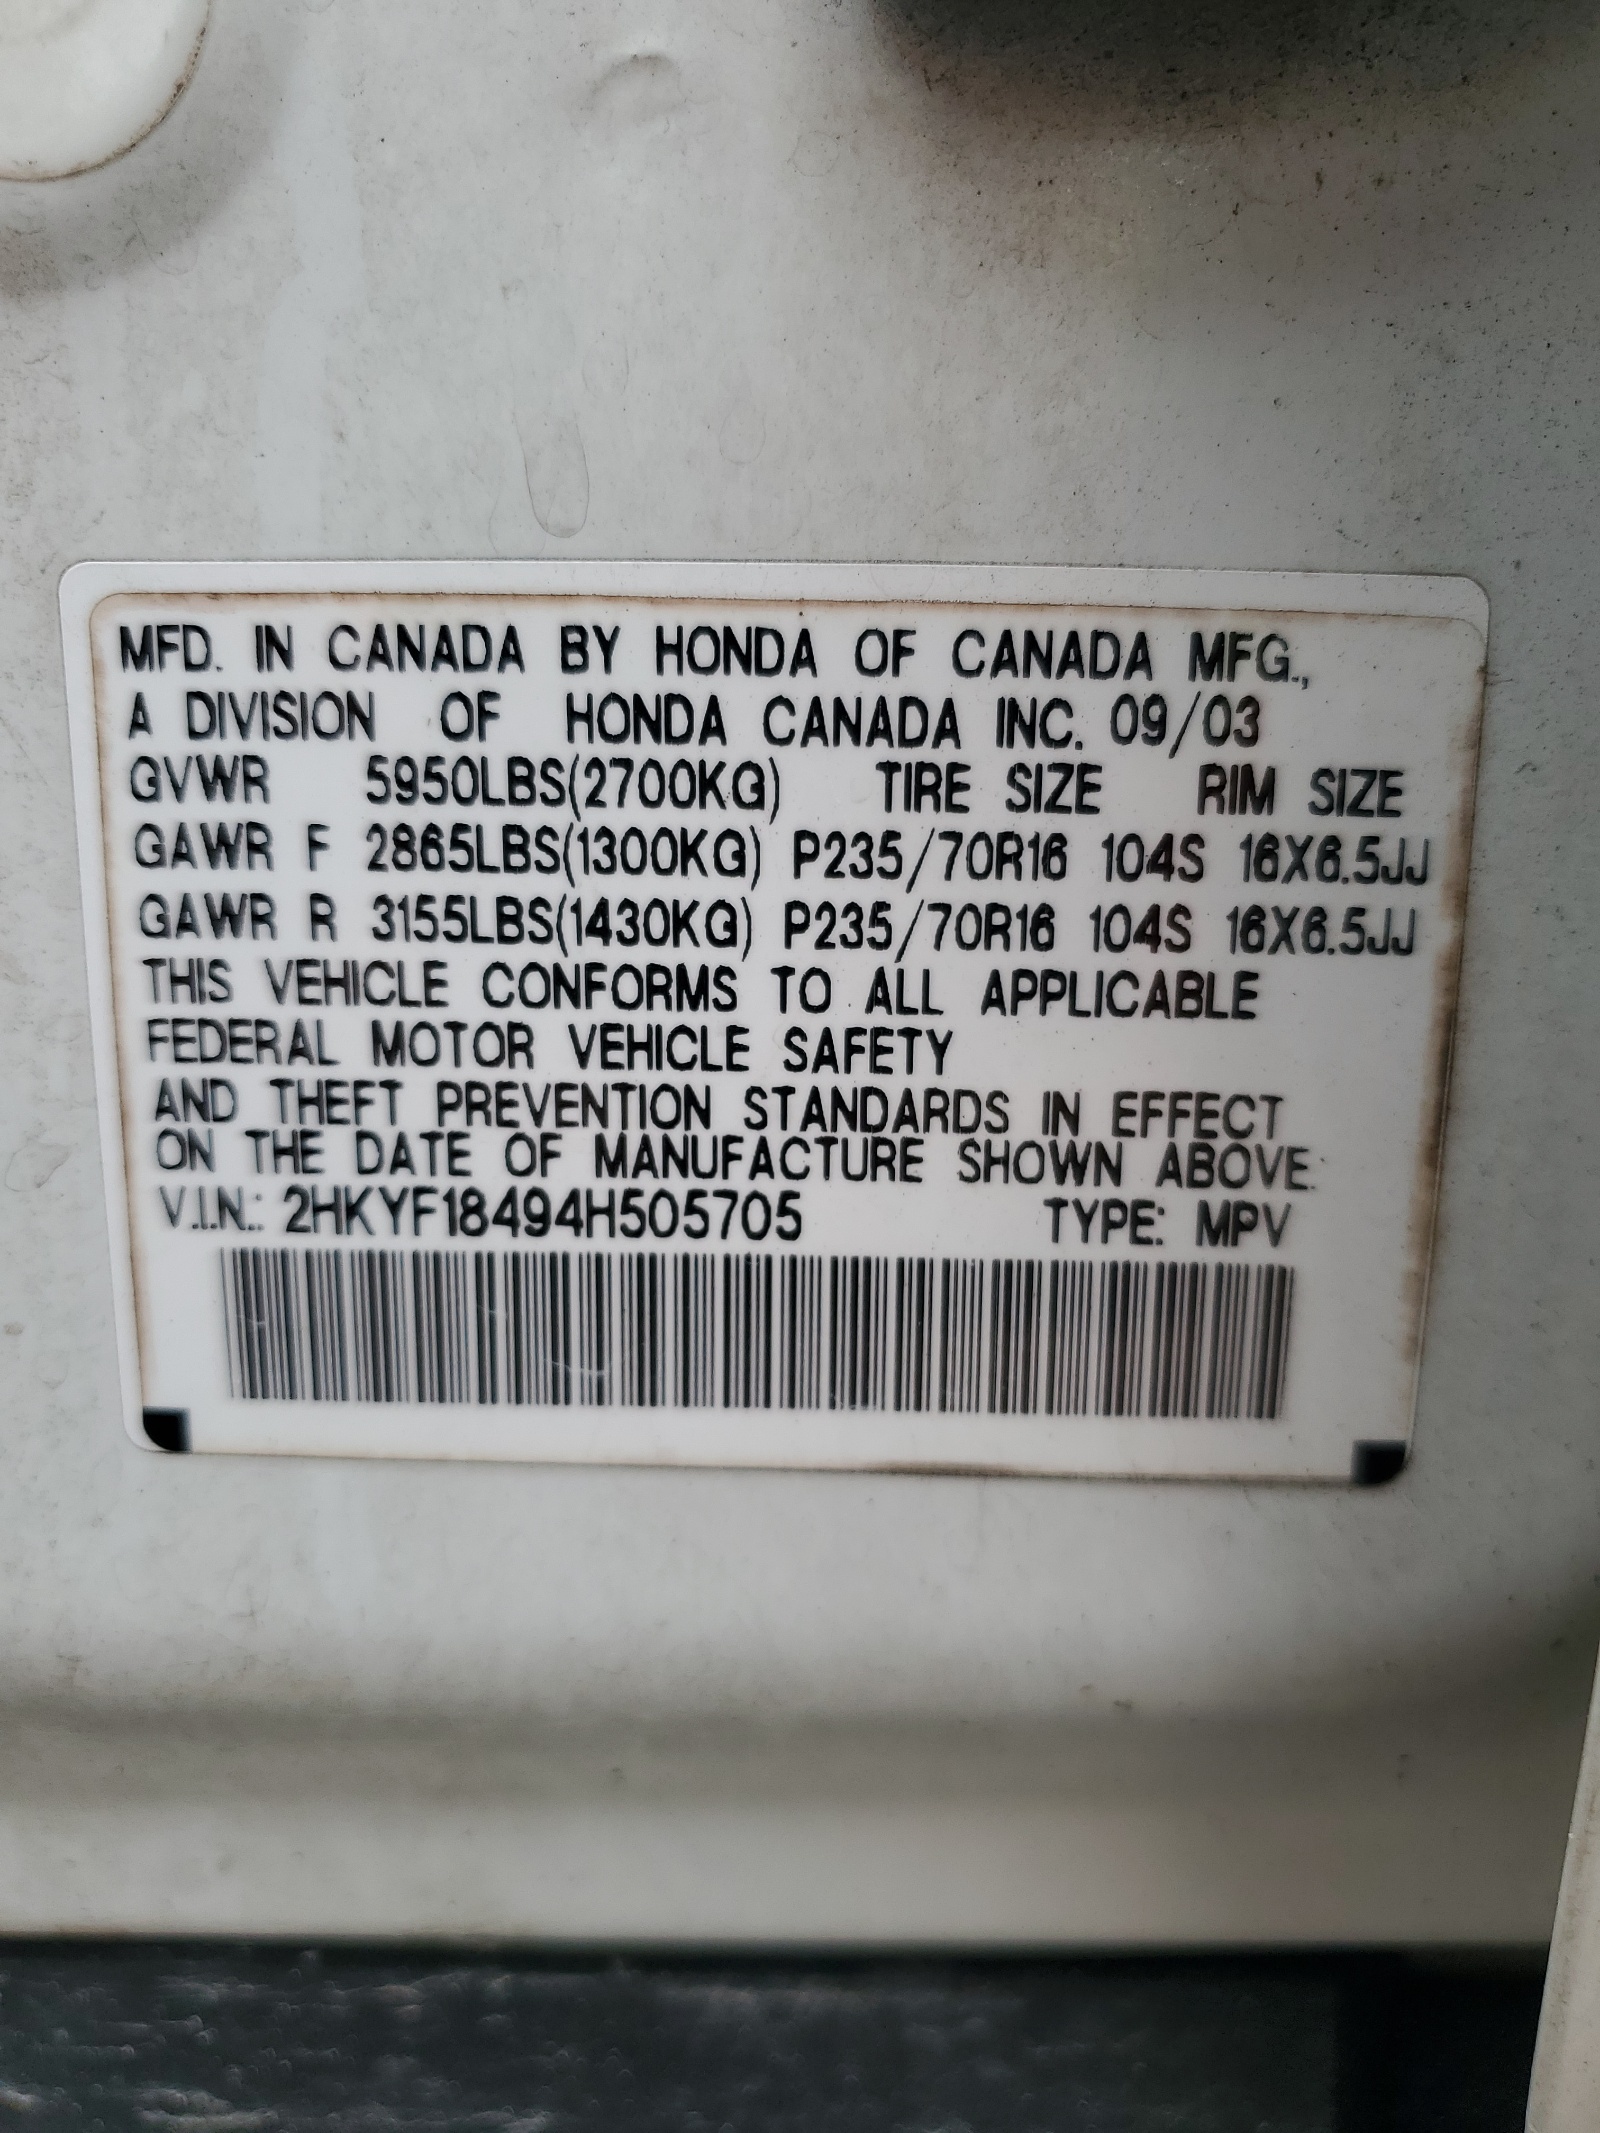 MFD. IN CANADA BY HONDA OF CANADA MFG.,
A DIVISION OF HONDA CANADA INC. 09/03
GVWR 5950LBS(2700KG) TIRE SIZE RIM SIZE
GAWR F 2865LBS(1300KG) P235/70R16 104S 16X6.5JJ
GAWR R 3155LBS(1430KG) P235/70R16 104S 16X6.5JJ
THIS VEHICLE CONFORMS TO ALL APPLICABLE
FEDERAL MOTOR VEHICLE SAFETY
AND THEFT PREVENTION STANDARDS IN EFFECT
ON THE DATE OF MANUFACTURE SHOWN ABOVE.
V.I.N.: 2HKYF18494H505705 TYPE: MPV